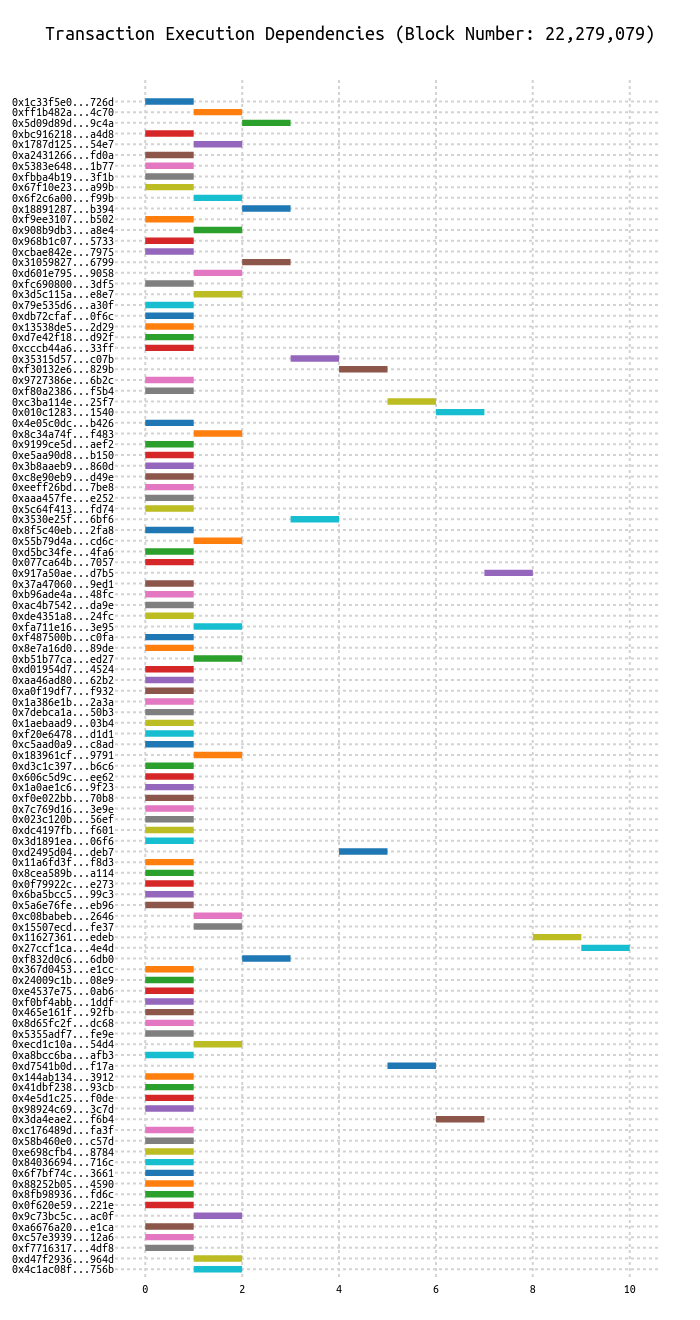 Transaction Execution Dependencies (Block Number: 22,279,079)
0x1c33f5e0...726d
0xff1b482a...4c70
0x5d09d89d...9c4a
0xbc916218...a4d8
0x1787d125...54e7
0xa2431266...fd0a
0x5383e648...1b77
0xfbba4b19...3f1b
0x67f10e23...a99b
0x6f2c6a00...f99b
0x18891287...b394
0xf9ee3107...b502
0x908b9db3...a8e4
0x968b1c07...5733
0xcbae842e...7975
0x31059827...6799
0xd601e795...9058
0xfc690800...3df5
0x3d5c115a...e8e7
0x79e535d6...a30f
0xdb72cfaf...0f6c
0x13538de5...2d29
0xd7e42f18...d92f
0xcccb44a6...33ff
0x35315d57...c07b
0xf30132e6...829b
0x9727386e...6b2c
0xf80a2386...f5b4
0xc3ba114e...25f7
0x010c1283...1540
0x4e05c0dc...b426
0x8c34a74f...f483
0x9199ce5d...aef2
0xe5aa90d8...b150
0x3b8aaeb9...860d
0xc8e90eb9...d49e
0xeeff26bd...7be8
0xaaa457fe...e252
0x5c64f413...fd74
0x3530e25f...6bf6
0x8f5c40eb...2fa8
0x55b79d4a...cd6c
0xd5bc34fe...4fa6
0x077ca64b...7057
0x917a50ae...d7b5
0x37a47060...9ed1
0xb96ade4a...48fc
0xac4b7542...da9e
0xde4351a8...24fc
0xfa711e16...3e95
0xf487500b...c0fa
0x8e7a16d0...89de
0xb51b77ca...ed27
0xd01954d7...4524
0xaa46ad80...62b2
0xa0f19df7...f932
0x1a386e1b...2a3a
0x7debca1a...50b3
0x1aebaad9...03b4
0xf20e6478...d1d1
0xc5aad0a9...c8ad
0x183961cf...9791
0xd3c1c397...b6c6
0x606c5d9c...ee62
0x1a0ae1c6...9f23
0xf0e022bb...70b8
0x7c769d16...3e9e
0x023c120b...56ef
0xdc4197fb...f601
0x3d1891ea...06f6
0xd2495d04...deb7
0x11a6fd3f...f8d3
0x8cea589b...a114
0x0f79922c...e273
0x6ba5bcc5...99c3
0x5a6e76fe...eb96
0xc08babeb...2646
0x15507ecd...fe37
0x11627361...edeb
0x27ccf1ca...4e4d
0xf832d0c6...6db0
0x367d0453...e1cc
0x24009c1b...08e9
0xe4537e75...0ab6
0xf0bf4abb...1ddf
0x465e161f...92fb
0x8d65fc2f...dc68
0x5355adf7...fe9e
0xecd1c10a...54d4
0xa8bcc6ba...afb3
0xd7541b0d...f17a
0x144ab134...3912
0x41dbf238...93cb
0x4e5d1c25...f0de
0x98924c69...3c7d
0x3da4eae2...f6b4
0xc176489d...fa3f
0x58b460e0...c57d
0xe698cfb4...8784
0x84036694...716c
0x6f7bf74c...3661
0x88252b05...4590
0x8fb98936...fd6c
0x0f620e59...221e
0x9c73bc5c...ac0f
0xa6676a20...e1ca
0xc57e3939...12a6
0xf7716317...4df8
0xd47f2936...964d
0x4c1ac08f...756b
0 2 4 6 8 10